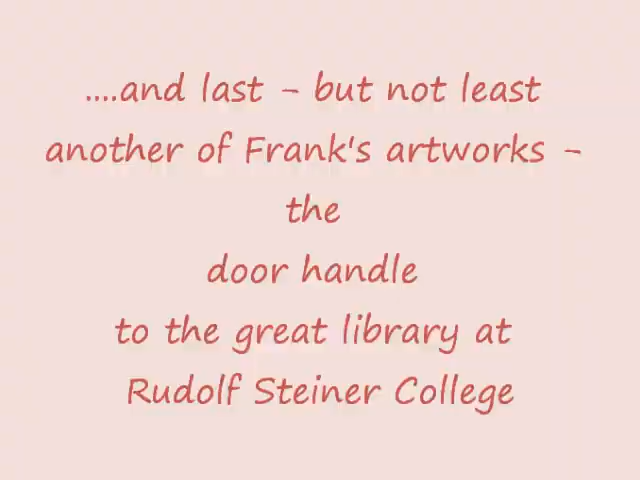 ....and last - but not least
another of Frank's artworks -
the
door handle
to the great library at
Rudolf Steiner College